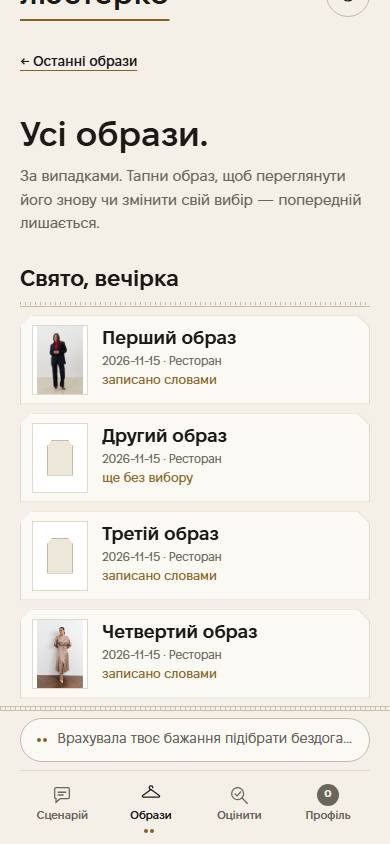 ← Останні образи
Усі образи.
За випадками. Тапни образ, щоб переглянути
його знову чи змінити свій вибір — попередній
лишається.
Свято, вечірка
Перший образ
2026-11-15 · Ресторан
записано словами
Другий образ
2026-11-15 · Ресторан
ще без вибору
Третій образ
2026-11-15 · Ресторан
записано словами
Четвертий образ
2026-11-15 · Ресторан
записано словами
Врахувала твоє бажання підібрати бездога...
Сценарій
Образи
Оцінити
0
Профіль